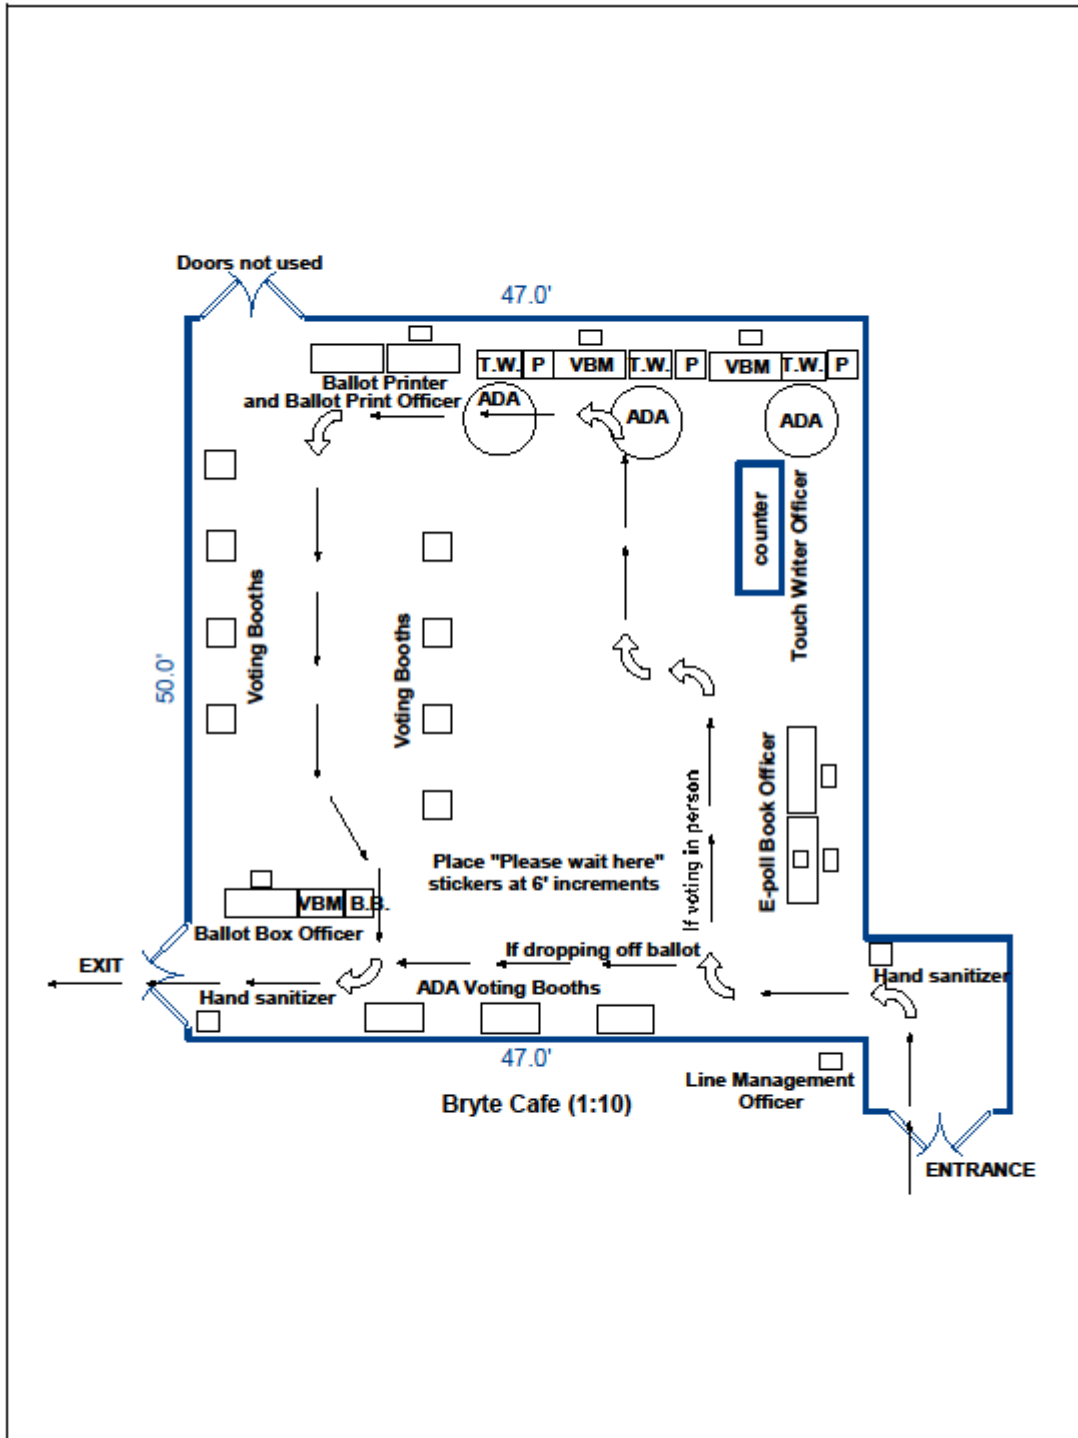 Doors not used
47.0'
T.W. P VBM T.W. P VBM T.W. P
Ballot Printer
and Ballot Print Officer
ADA
ADA
ADA
counter
Touch Writer Officer
Voting Booths
Voting Booths
50.0'
If voting in person
E-poll Book Officer
Place "Please wait here"
stickers at 6' increments
VBM B.B.
Ballot Box Officer
If dropping off ballot
EXIT
Hand sanitizer
ADA Voting Booths
Hand sanitizer
47.0'
Line Management
Officer
Bryte Cafe (1:10)
ENTRANCE